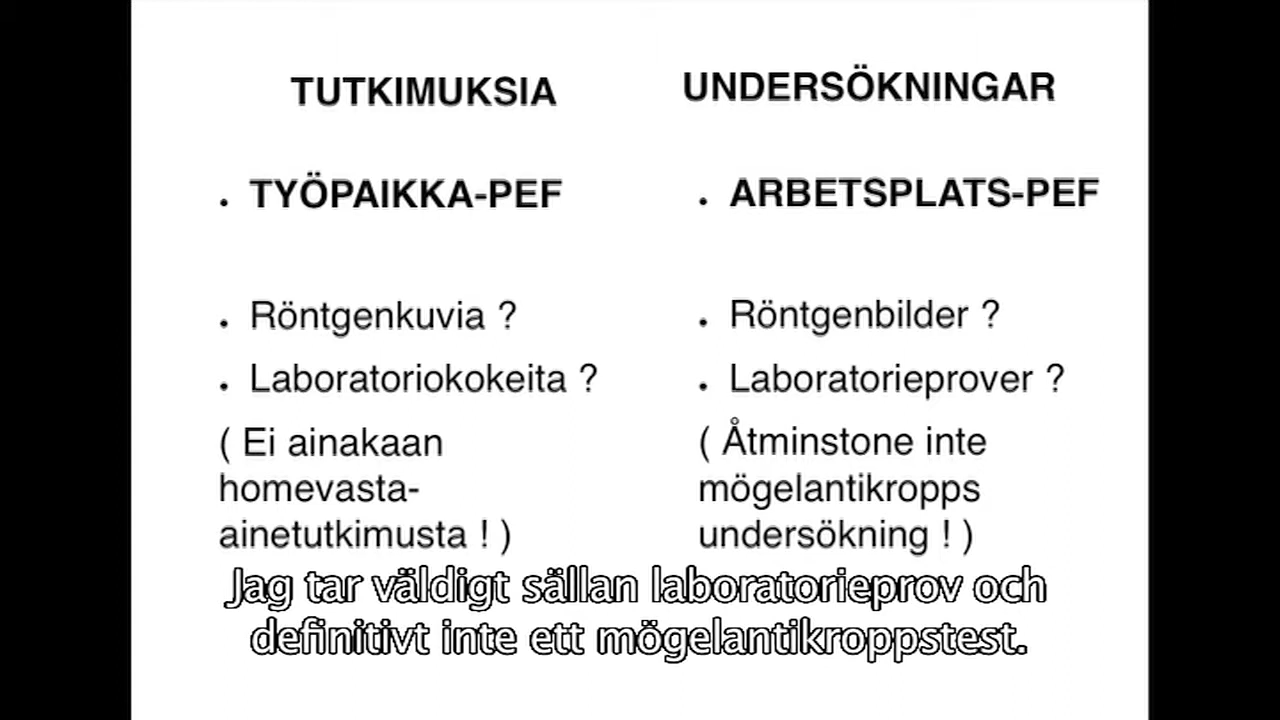 TUTKIMUKSIA
• TYÖPAIKKA-PEF
• Röntgenkuvia ?
• Laboratoriokokeita ?
( Ei ainakaan
homevasta-
ainetutkimusta ! )
UNDERSÖKNINGAR
• ARBETSPLATS-PEF
• Röntgenbilder ?
• Laboratorieprover ?
( Åtminstone inte
mögelantikropps
undersökning ! )
Jag tar väldigt sällan laboratorieprov och
definitivt inte ett mögelantikroppstest.